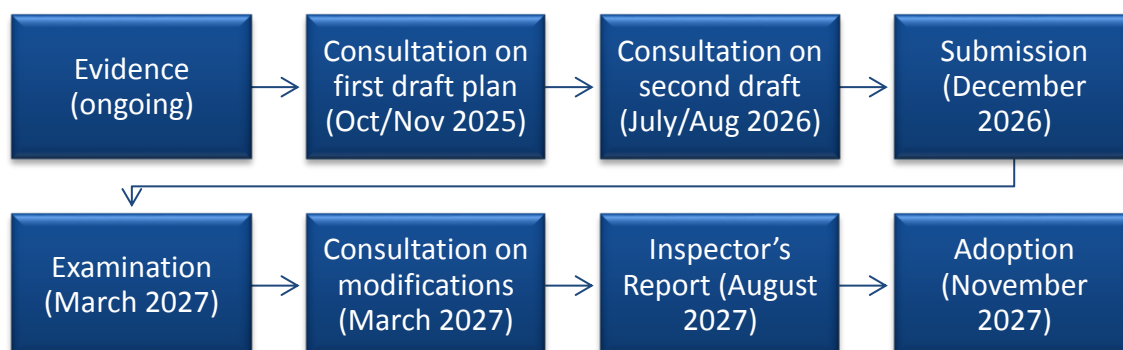 Evidence
(ongoing)
Consultation on
first draft plan
(Oct/Nov 2025)
Consultation on
second draft
(July/Aug 2026)
Submission
(December
2026)
Examination
(March 2027)
Consultation on
modifications
(March 2027)
Inspector’s
Report (August
2027)
Adoption
(November
2027)